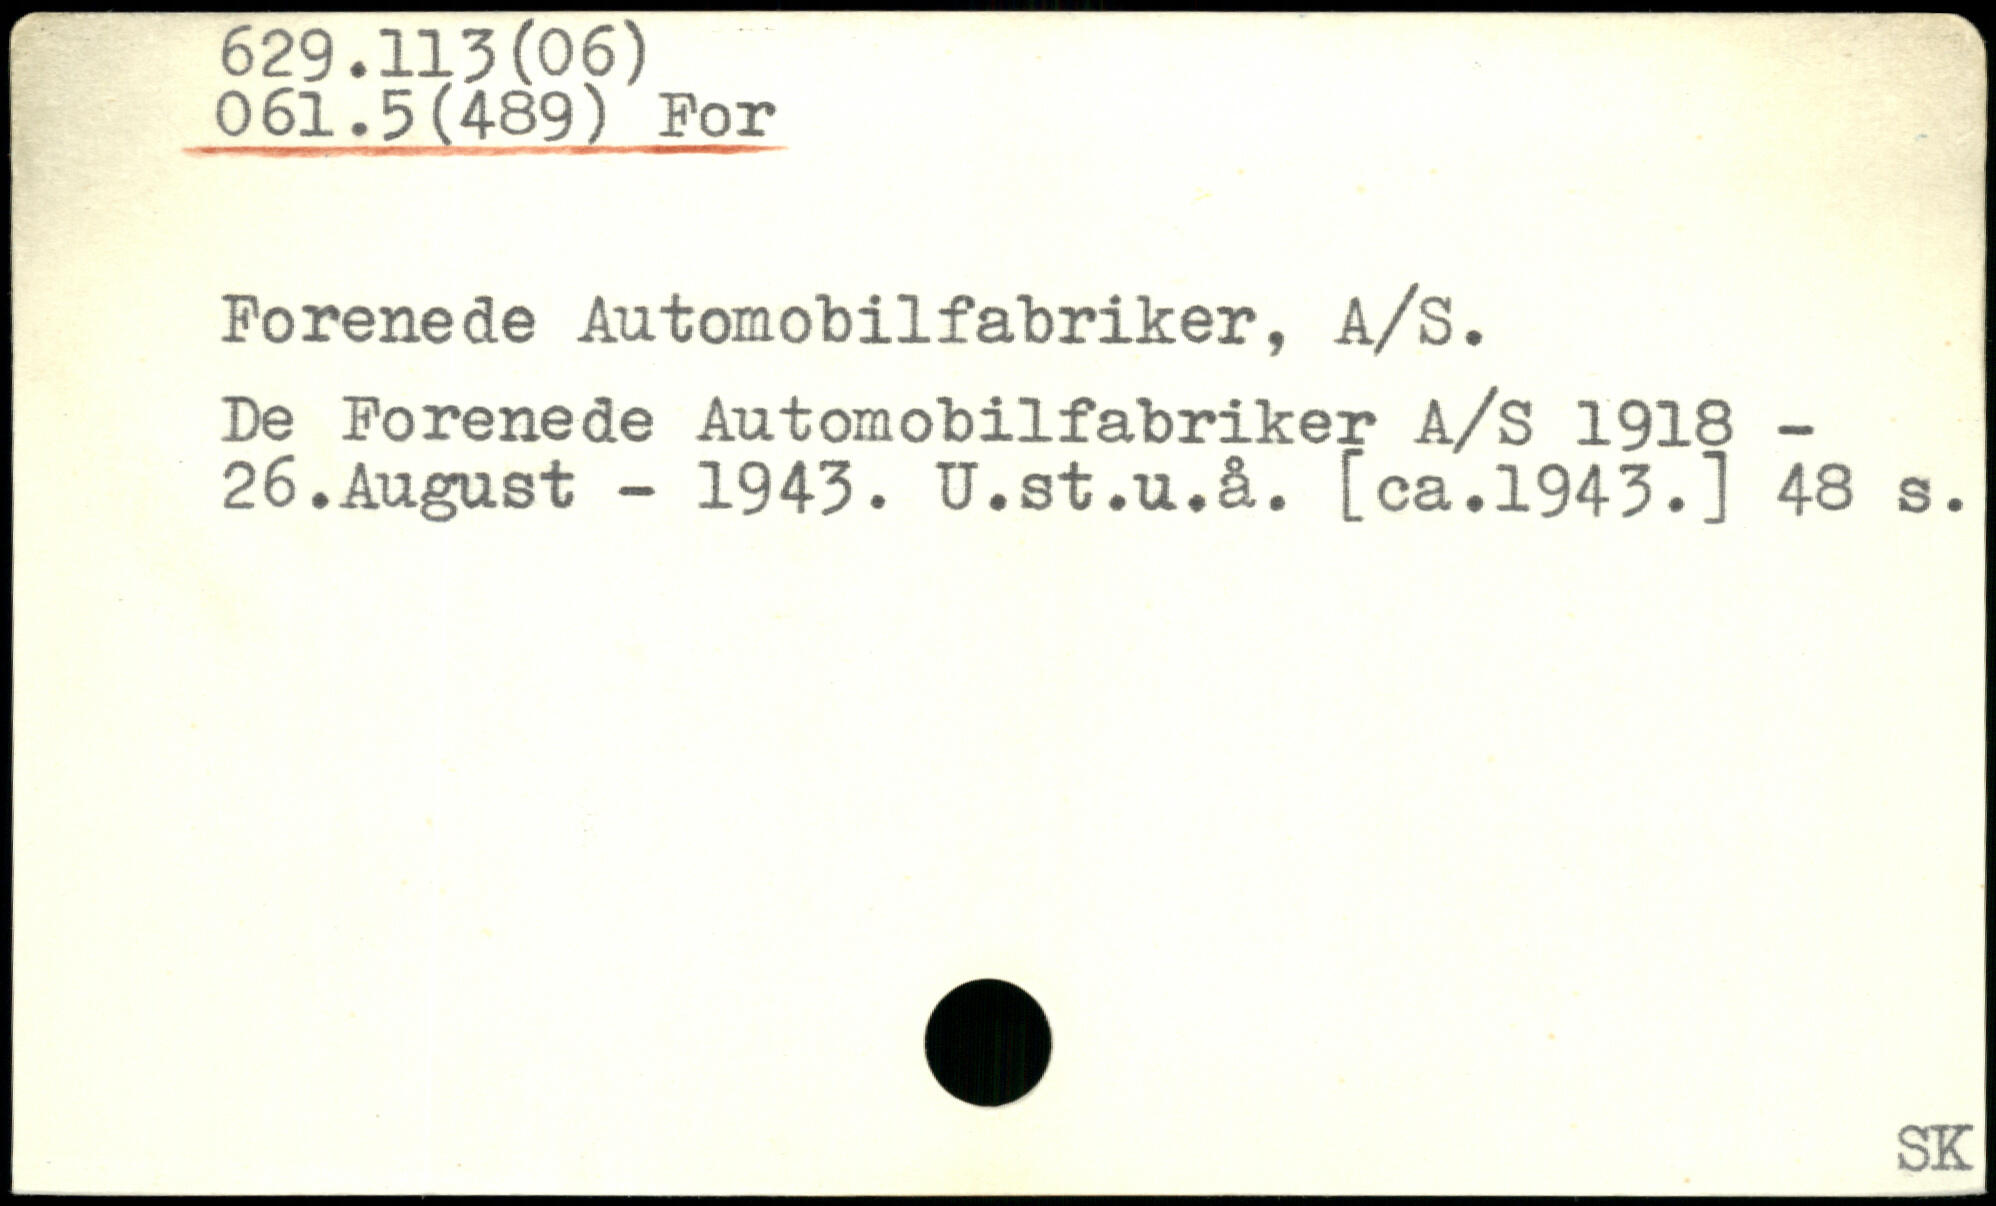 629.113(06)
061.5(489) For
Forenede Automobilfabriker, A/S.
De Forenede Automobilfabriker A/S 1918 -
26.August - 1943. U.st.u.å. [ca.1943.] 48 s.
SK